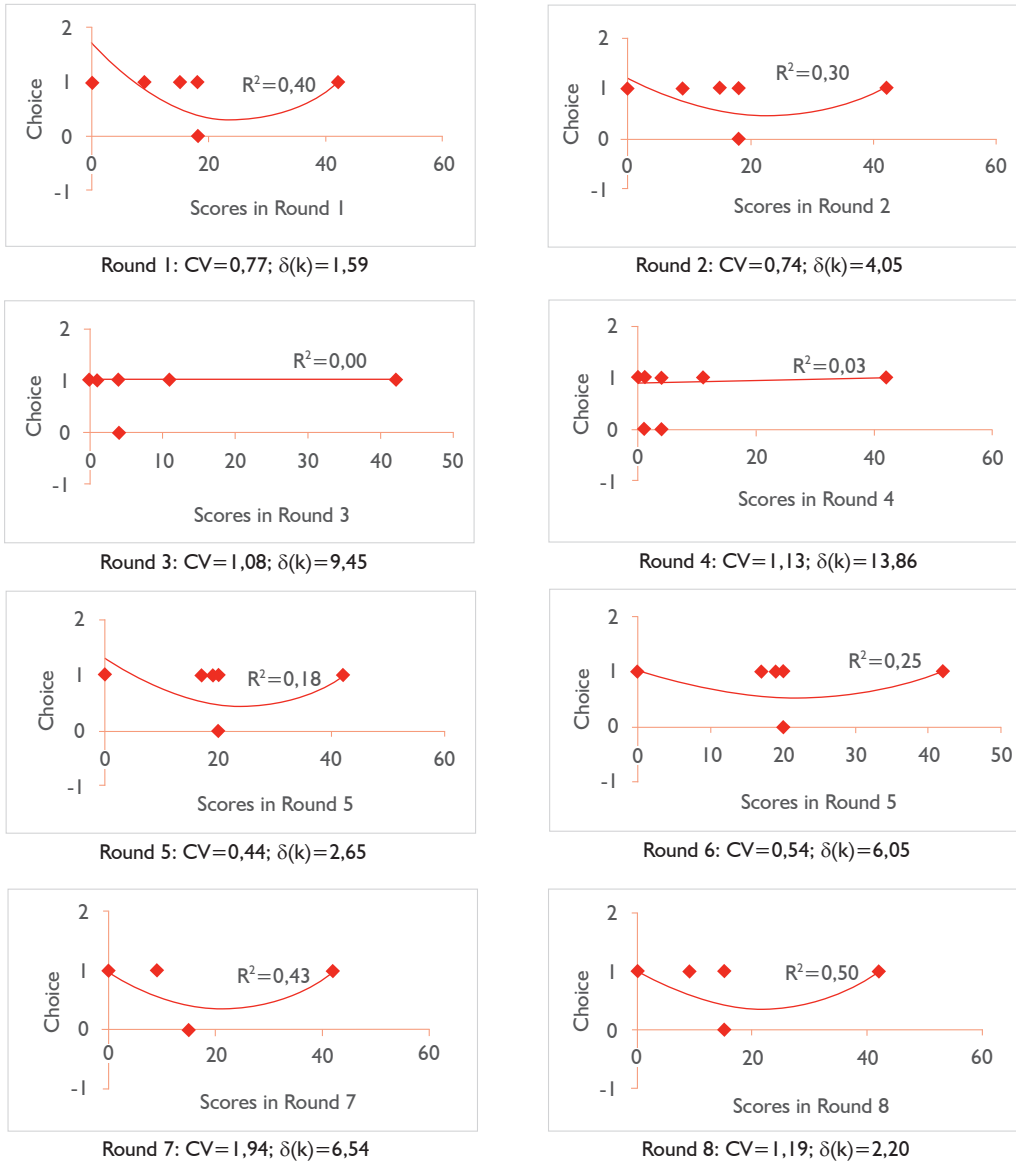 2
1
0
-1
Choice
R²=0,40
0 20 40 60
Scores in Round 1
Round 1: CV=0,77; δ(k)=1,59
2
1
0
-1
Choice
R²=0,30
0 20 40 60
Scores in Round 2
Round 2: CV=0,74; δ(k)=4,05
2
1
0
-1
Choice
R²=0,00
0 10 20 30 40 50
Scores in Round 3
Round 3: CV=1,08; δ(k)=9,45
2
1
0
-1
Choice
R²=0,03
0 20 40 60
Scores in Round 4
Round 4: CV=1,13; δ(k)=13,86
2
1
0
-1
Choice
R²=0,18
0 20 40 60
Scores in Round 5
Round 5: CV=0,44; δ(k)=2,65
2
1
0
-1
Choice
R²=0,25
0 10 20 30 40 50
Scores in Round 5
Round 6: CV=0,54; δ(k)=6,05
2
1
0
-1
Choice
R²=0,43
0 20 40 60
Scores in Round 7
Round 7: CV=1,94; δ(k)=6,54
2
1
0
-1
Choice
R²=0,50
0 20 40 60
Scores in Round 8
Round 8: CV=1,19; δ(k)=2,20